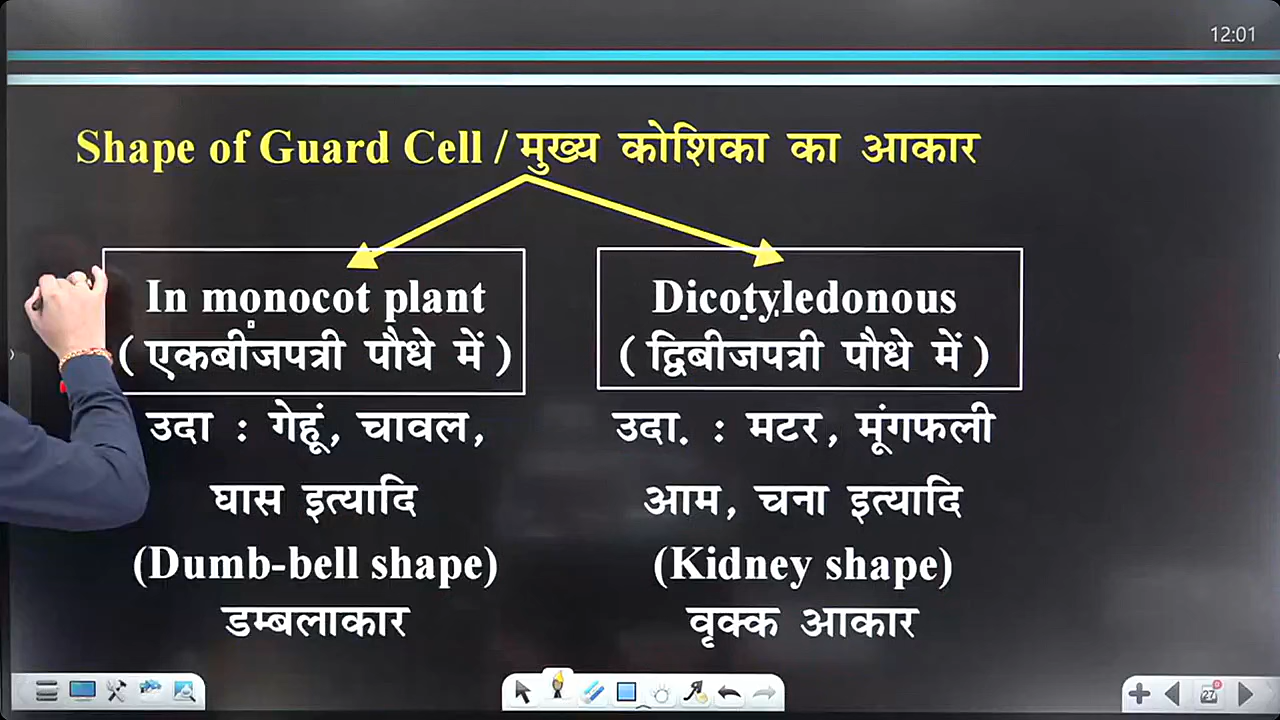 12:01
Shape of Guard Cell / मुख्य कोशिका का आकार
In monocot plant
(एकबीजपत्री पौधे में)
उदा : गेहूं, चावल,
घास इत्यादि
(Dumb-bell shape)
डम्बलाकार
Dicotyledonous
(द्विबीजपत्री पौधे में)
उदा. : मटर, मूंगफली
आम, चना इत्यादि
(Kidney shape)
वृक्क आकार
27